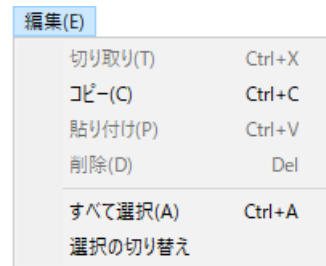 編集(E)
切り取り(T) Ctrl+X
コピー(C) Ctrl+C
貼り付け(P) Ctrl+V
削除(D) Del
すべて選択(A) Ctrl+A
選択の切り替え